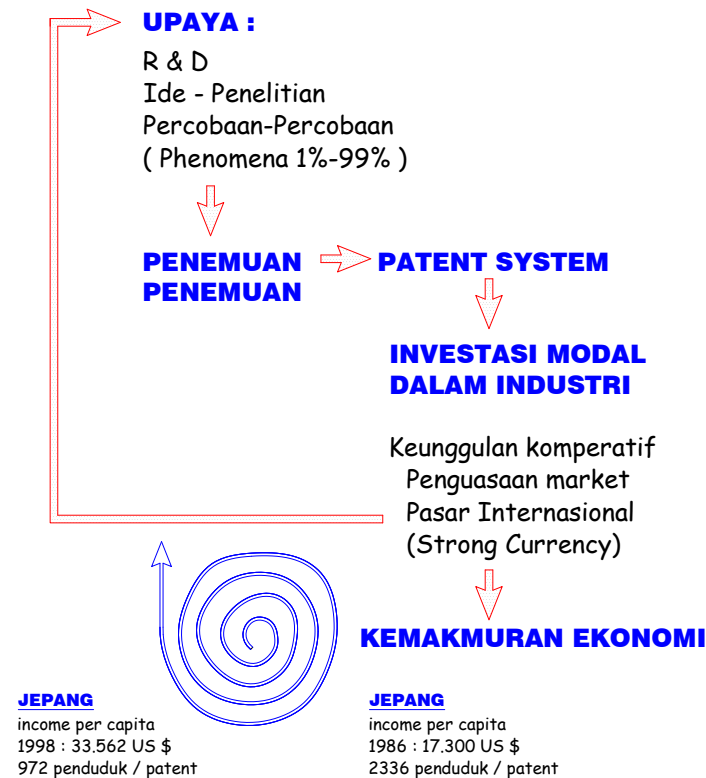 UPAYA :
R & D
Ide - Penelitian
Percobaan-Percobaan
( Phenomena 1%-99% )
PENEMUAN
PENEMUAN
PATENT SYSTEM
INVESTASI MODAL
DALAM INDUSTRI
Keunggulan komperatif
Penguasaan market
Pasar Internasional
(Strong Currency)
KEMAKMURAN EKONOMI
JEPANG
income per capita
1998 : 33.562 US $
972 penduduk / patent
JEPANG
income per capita
1986 : 17.300 US $
2336 penduduk / patent